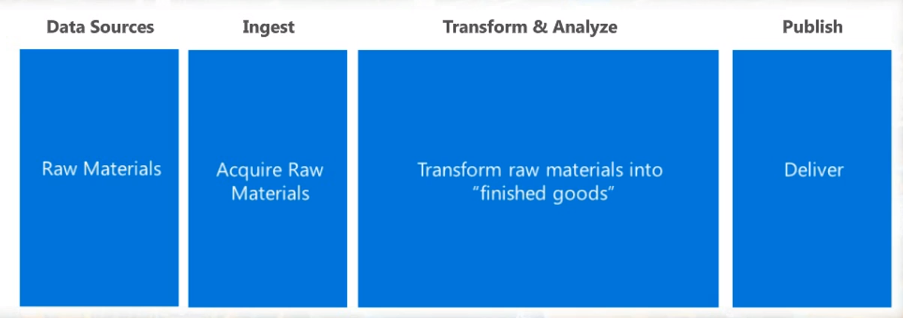 Data Sources
Ingest
Transform & Analyze
Publish
Raw Materials
Acquire Raw
Materials
Transform raw materials into
“finished goods”
Deliver